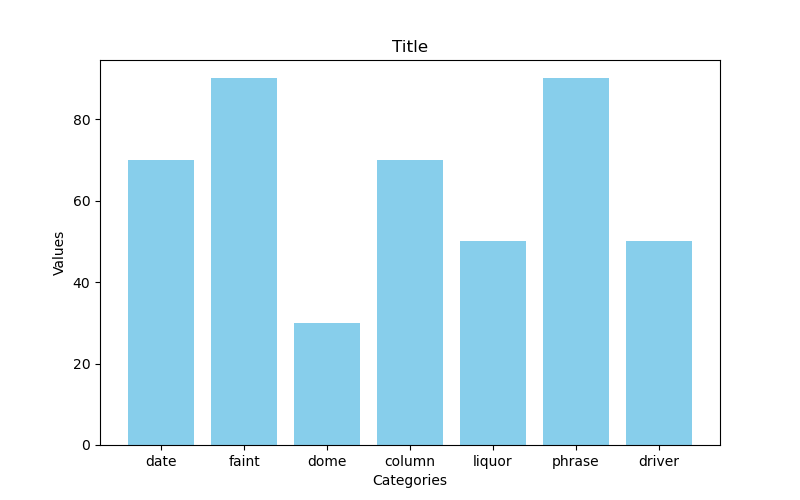 Title
Values
80
60
40
20
0
date faint dome column liquor phrase driver
Categories